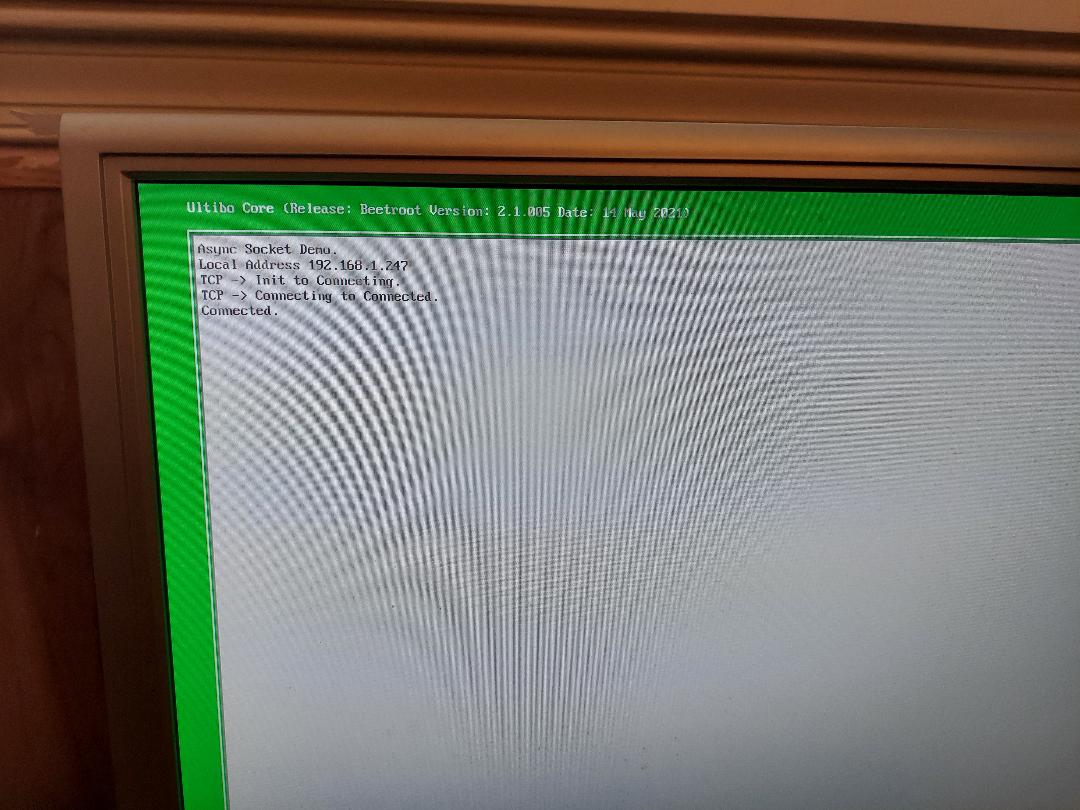 Ultibo Core (Release: Beetroot Version: 2.1.005 Date: 14 May 2021)
Async Socket Demo.
Local Address 192.168.1.247
TCP -> Init to Connecting.
TCP -> Connecting to Connected.
Connected.